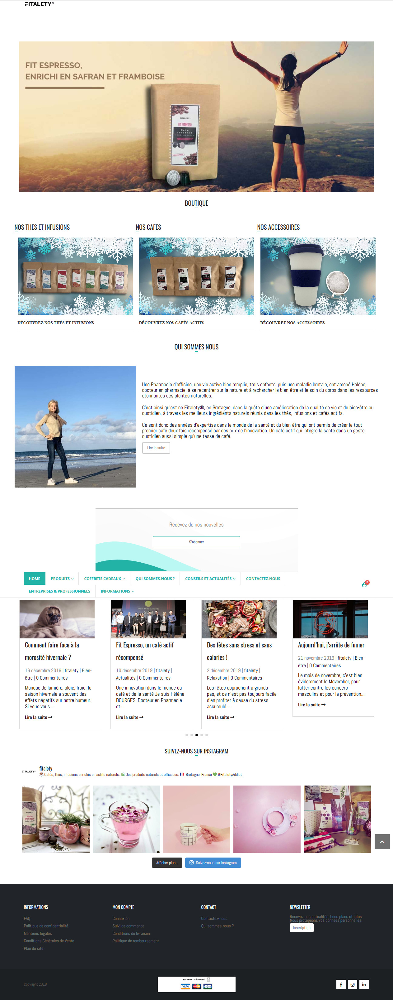 FITALETY®
FIT ESPRESSO,
ENRICHI EN SAFRAN ET FRAMBOISE
FITALETY®
FIT ESPRESSO
Café
torréfié
100% ARABICA
BOUTIQUE
NOS THES ET INFUSIONS
NOS CAFES
NOS ACCESSOIRES
DÉCOUVREZ NOS THÉS ET INFUSIONS
DÉCOUVREZ NOS CAFÉS ACTIFS
DÉCOUVREZ NOS ACCESSOIRES
QUI SOMMES NOUS
Une Pharmacie d'officine, une vie active bien remplie, trois enfants, puis une maladie brutale, ont amené Hélène,
docteur en pharmacie, à se recentrer sur la nature et à rechercher le bien-être et le soin du corps dans les ressources
étonnantes des plantes naturelles.
C'est ainsi qu'est né Fitalety®, en Bretagne, dans la quête d'une amélioration de la qualité de vie et du bien-être au
quotidien, à travers les meilleurs ingrédients naturels réunis dans les thés, infusions et cafés actifs.
Ce sont donc des années d'expertise dans le monde de la santé et du bien-être qui ont permis de créer le tout
premier café deux fois récompensé par des prix de l'innovation. Un café actif qui intègre la santé dans un geste
quotidien aussi simple qu'une tasse de café.
Lire la suite
Recevez de nos nouvelles
S'abonner
HOME
PRODUITS
COFFRETS CADEAUX
QUI SOMMES-NOUS ?
CONSEILS ET ACTUALITÉS
CONTACTEZ-NOUS
0
ENTREPRISES & PROFESSIONNELS
INFORMATIONS
Comment faire face à la
morosité hivernale ?
16 décembre 2019 | fitalety | Bien-
être | 0 Commentaires
Manque de lumière, pluie, froid, la
saison hivernale a souvent des
effets négatifs sur notre humeur.
Si vous vous...
Lire la suite
West Web Awards
Fit Espresso, un café actif
récompensé
10 décembre 2019 | fitalety |
Actualités | 0 Commentaires
Une innovation dans le monde du
café et de la santé Je suis Hélène
BOURGES, Docteur en Pharmacie
et...
Lire la suite
Des fêtes sans stress et sans
calories !
2 décembre 2019 | fitalety |
Relaxation | 0 Commentaires
Les fêtes approchent à grands
pas, et ce n'est pas toujours facile
d'en profiter à cause du stress
accumulé....
Lire la suite
Aujourd'hui, j'arrête de fumer
21 novembre 2019 | fitalety | Bien-
être | 0 Commentaires
Le mois de novembre, c'est bien
évidemment le Movember, pour
lutter contre les cancers
masculins et pour la prévention...
Lire la suite
SUIVEZ-NOUS SUR INSTAGRAM
FITALETY®
fitalety
Cafés, thés, infusions enrichis en actifs naturels. Des produits naturels et efficaces. Bretagne, France #FitaletyAddict
Afficher plus...
Suivez-nous sur Instagram
INFORMATIONS
FAQ
Politique de confidentialité
Mentions légales
Conditions Générales de Vente
Plan du site
MON COMPTE
Connexion
Suivi de commande
Conditions de livraison
Politique de remboursement
CONTACT
Contactez-nous
Qui sommes-nous ?
NEWSLETTER
Recevez nos actualités, bons plans et infos.
Nous protégeons vos données personnelles.
Inscription
Copyright 2019.
PAIEMENT SÉCURISÉ
VISA
MasterCard
CB